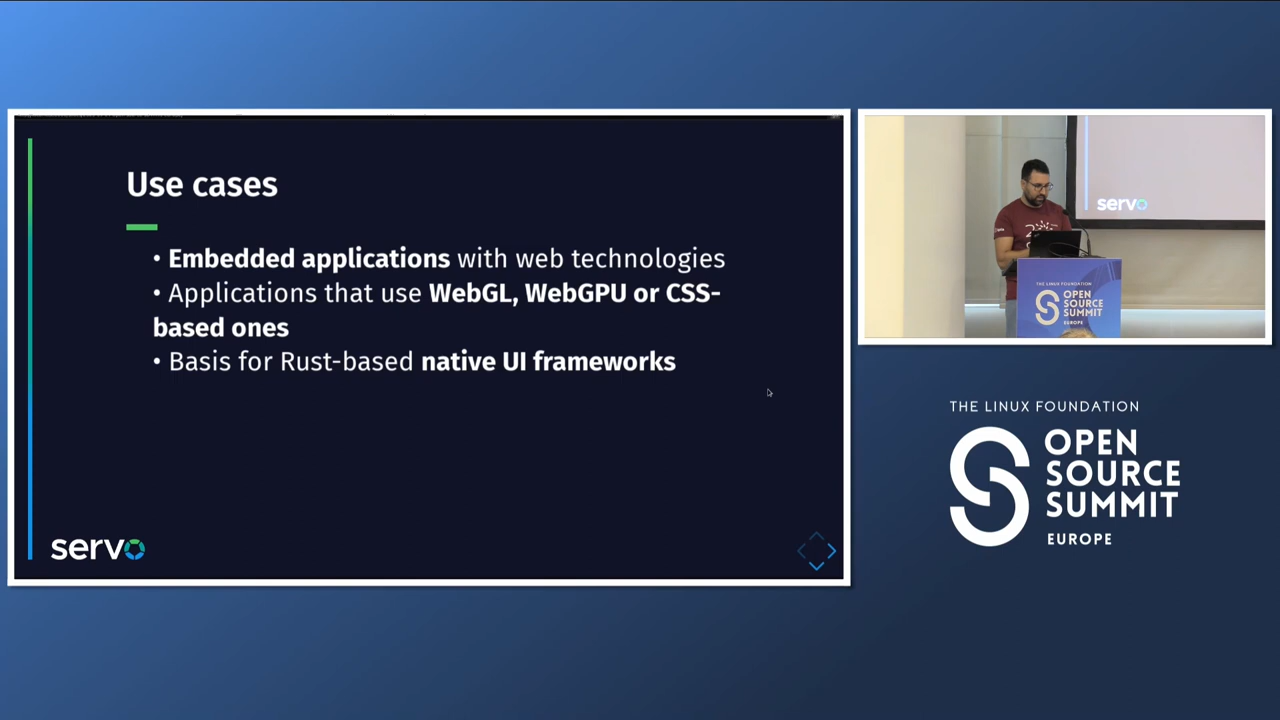 Use cases
• Embedded applications with web technologies
• Applications that use WebGL, WebGPU or CSS-
based ones
• Basis for Rust-based native UI frameworks
servo
servo
THE LINUX FOUNDATION
OPEN
SOURCE
SUMMIT
EUROPE
THE LINUX FOUNDATION
OPEN
SOURCE
SUMMIT
EUROPE